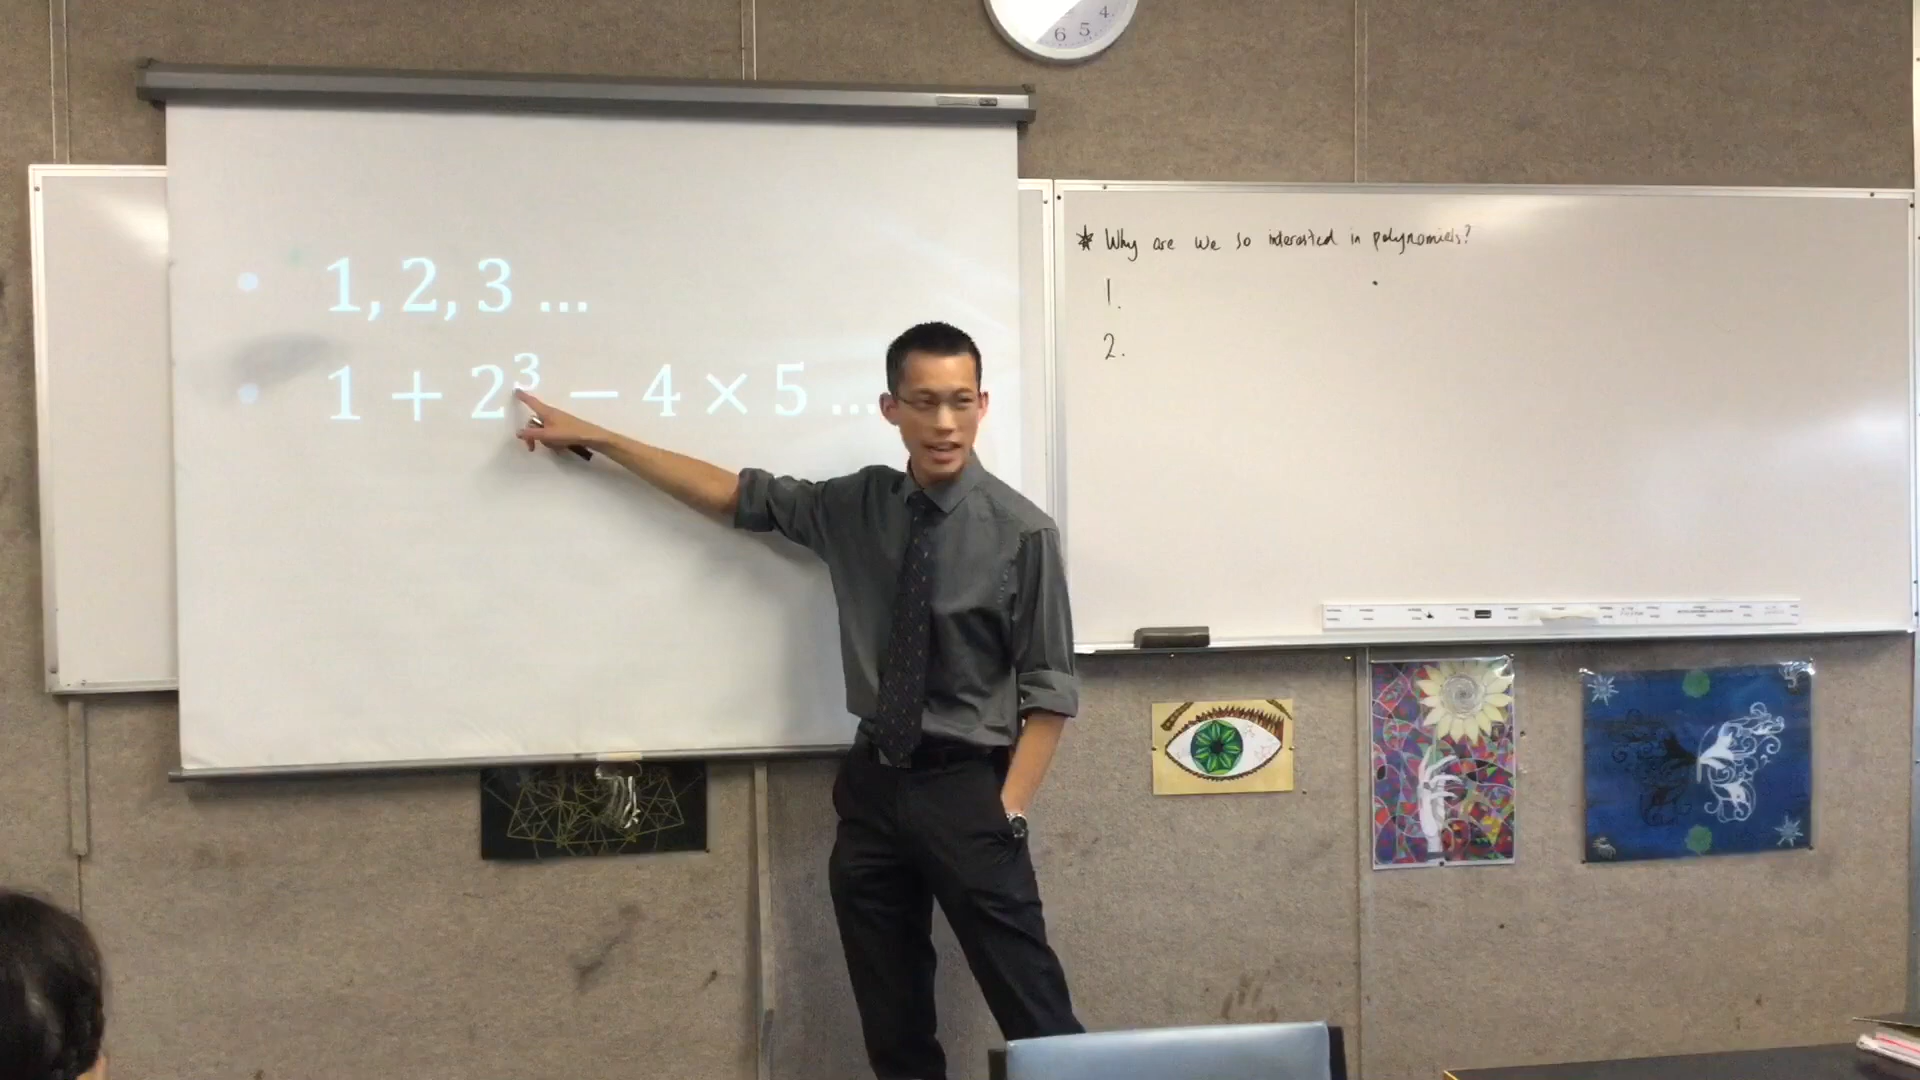 4
6 5
• 1, 2, 3 ...
• 1 + 2³ − 4 × 5 ...
* Why are we so interested in polynomials?
1.
2.